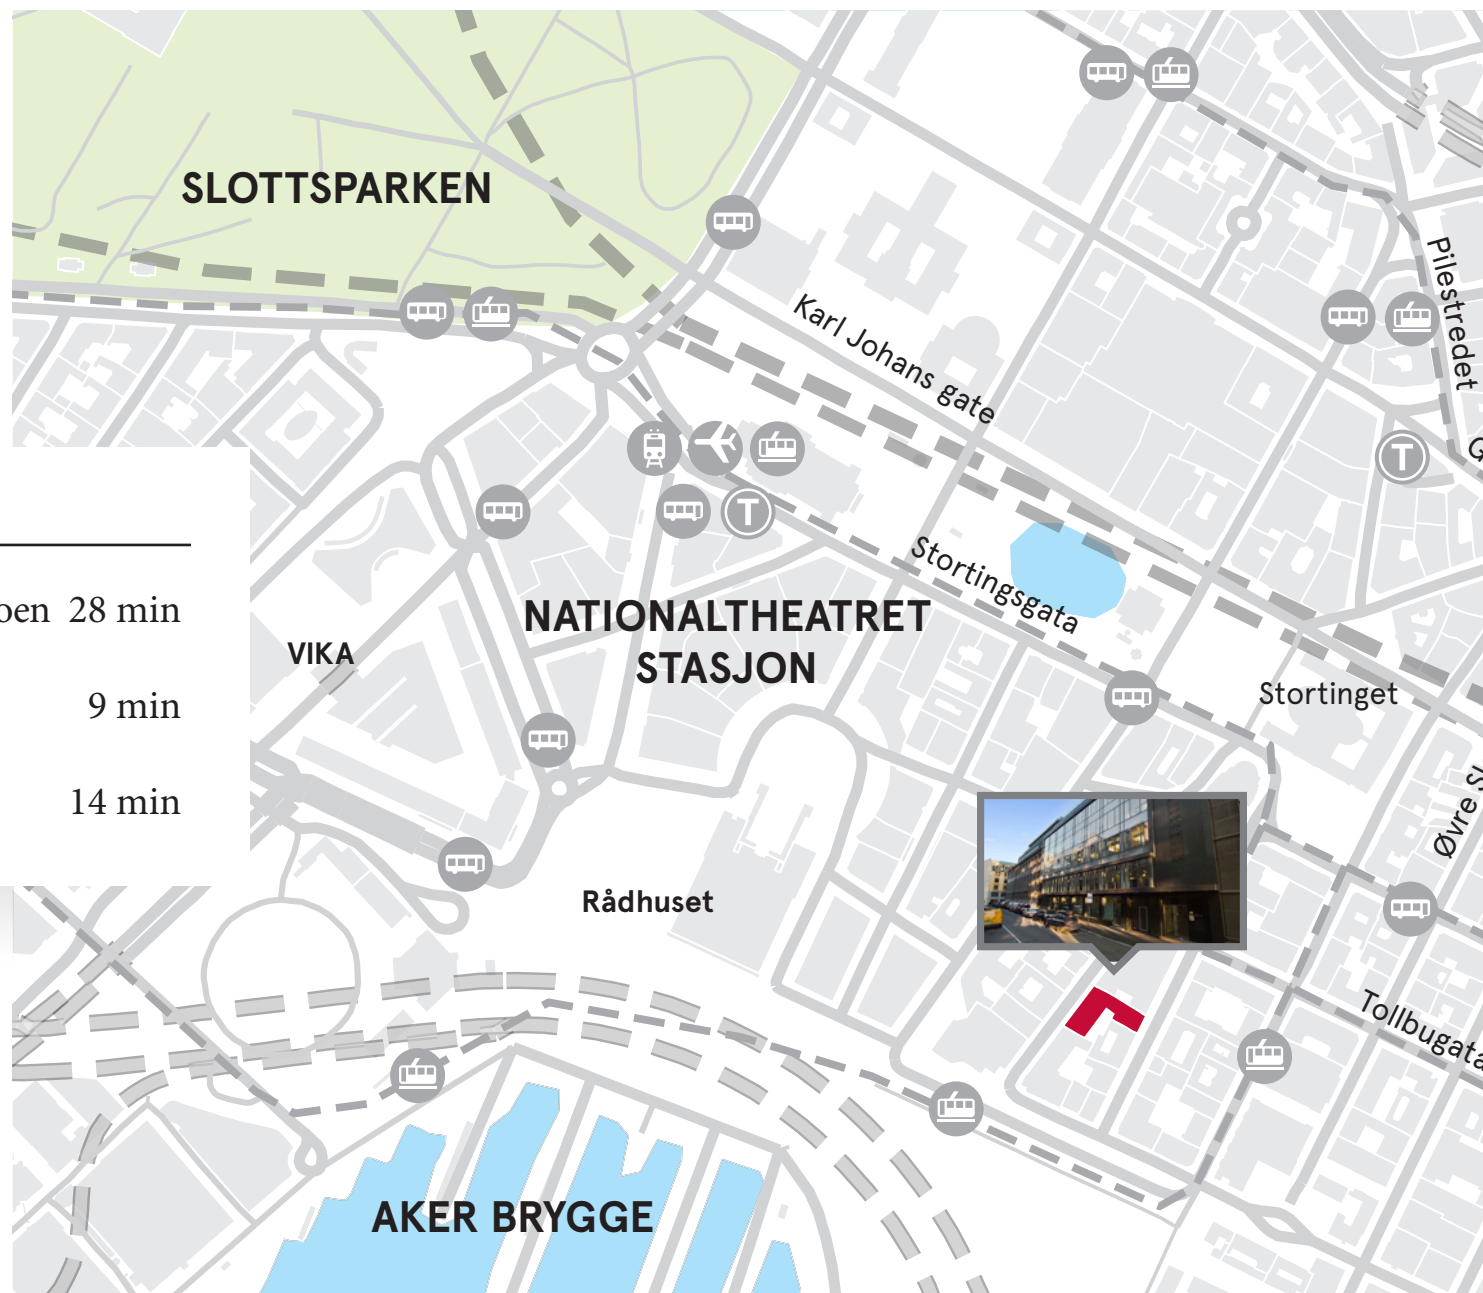 SLOTTSPARKEN
Pilestredet
Karl Johans gate
T
T
Stortingsgata
28 min
NATIONALTHEATRET
STASJON
VIKA
9 min
Stortinget
14 min
Øvre
Rådhuset
Tollbugata
AKER BRYGGE